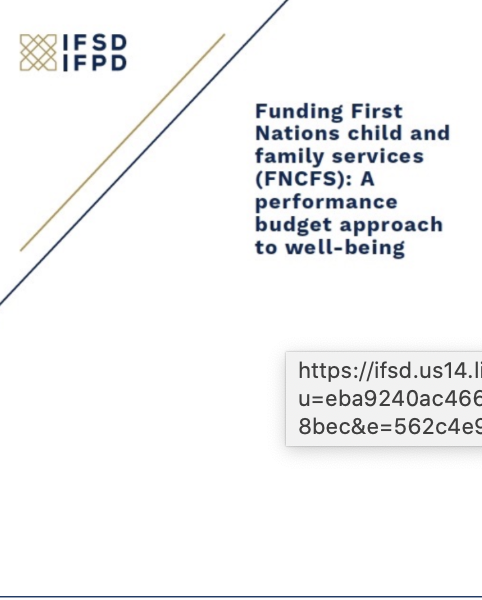 IFSD
IFPD
Funding First
Nations child and
family services
(FNCFS): A
performance
budget approach
to well-being
https://ifsd.us14.li
u=eba9240ac466
8bec&e=562c4e9